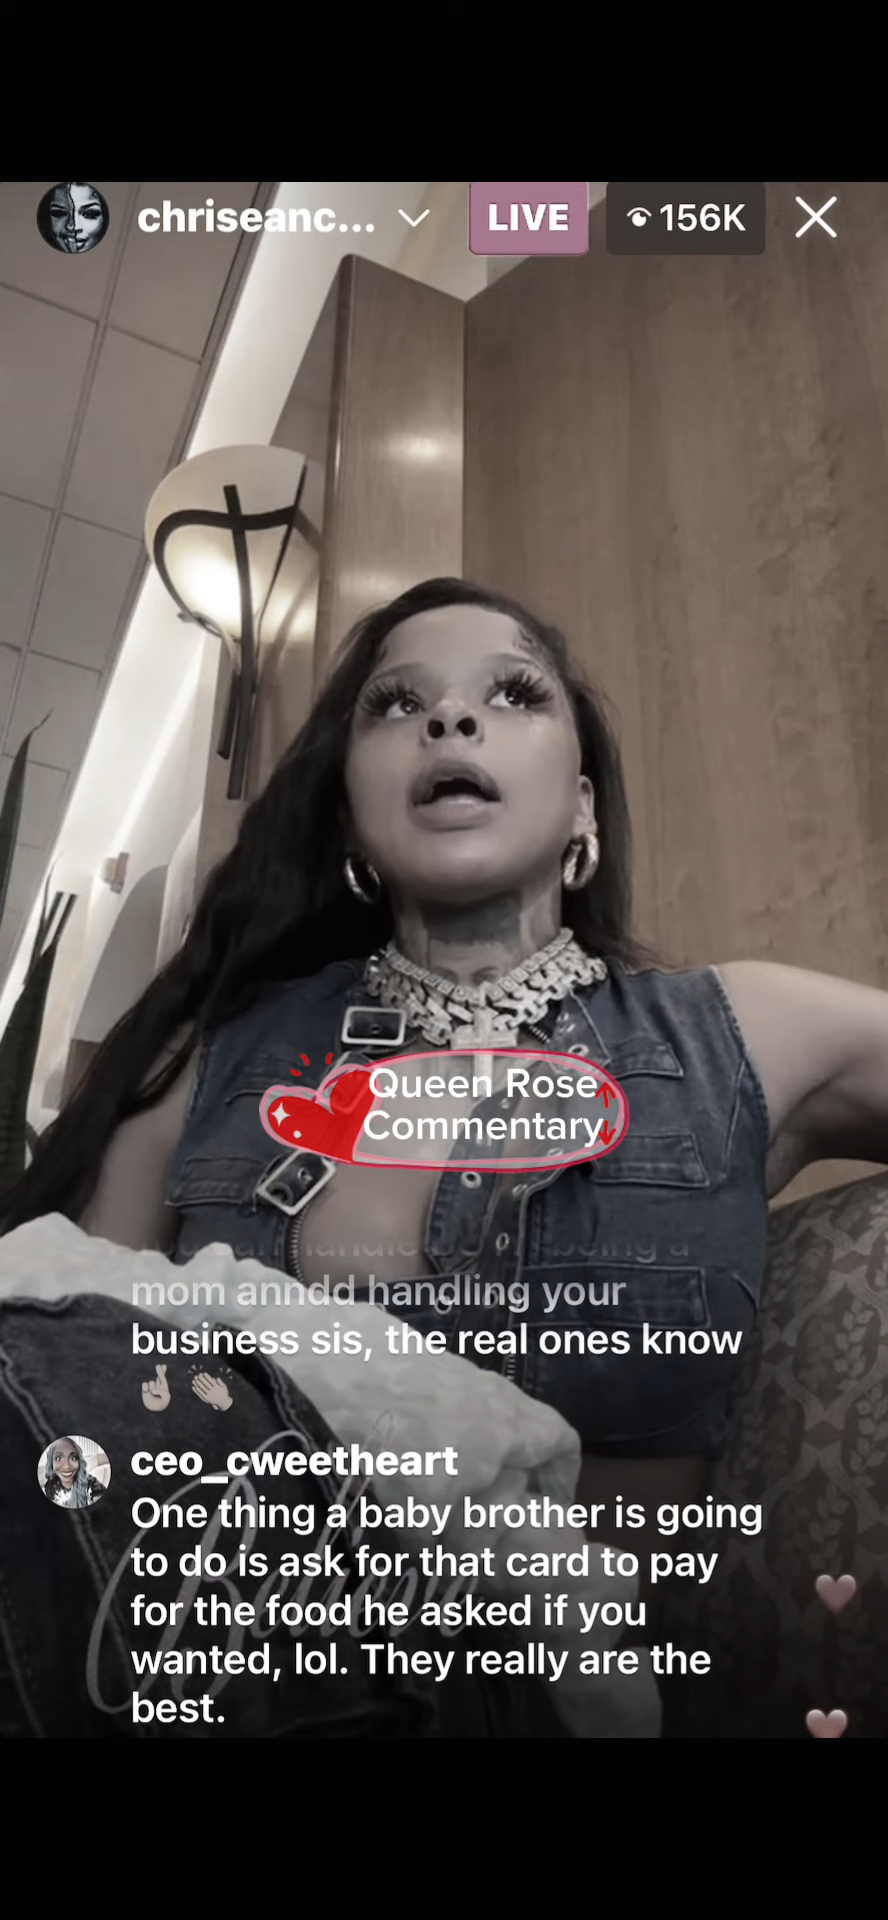 chriseanc...
LIVE
156K
Queen Rose
Commentary
being a
mom anndd handling your
business sis, the real ones know
🤞🏼 👏🏼
ceo_cweetheart
One thing a baby brother is going
to do is ask for that card to pay
for the food he asked if you
wanted, lol. They really are the
best.